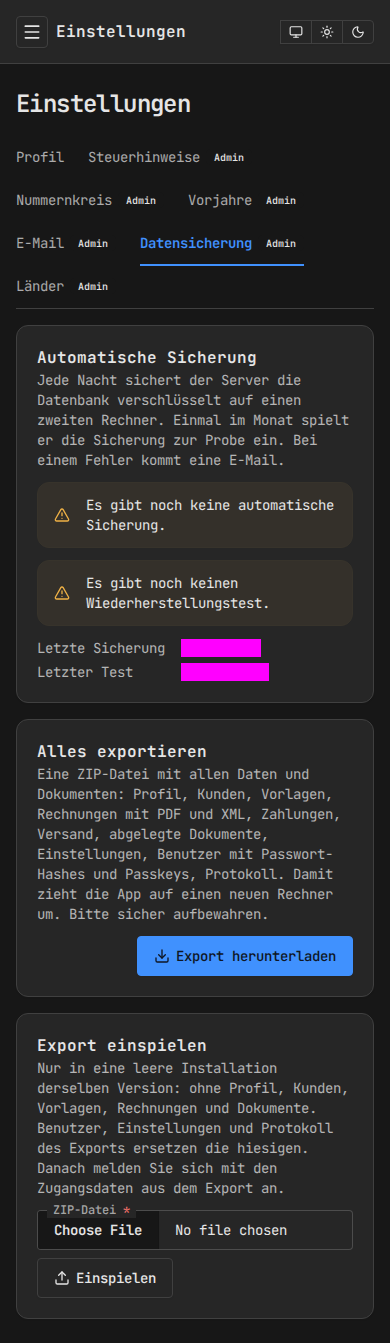 Einstellungen
Einstellungen
Profil Steuerhinweise Admin
Nummernkreis Admin Vorjahre Admin
E-Mail Admin Datensicherung Admin
Länder Admin
Automatische Sicherung
Jede Nacht sichert der Server die
Datenbank verschlüsselt auf einen
zweiten Rechner. Einmal im Monat spielt
er die Sicherung zur Probe ein. Bei
einem Fehler kommt eine E-Mail.
Es gibt noch keine automatische
Sicherung.
Es gibt noch keinen
Wiederherstellungstest.
Letzte Sicherung
Letzter Test
Alles exportieren
Eine ZIP-Datei mit allen Daten und
Dokumenten: Profil, Kunden, Vorlagen,
Rechnungen mit PDF und XML, Zahlungen,
Versand, abgelegte Dokumente,
Einstellungen, Benutzer mit Passwort-
Hashes und Passkeys, Protokoll. Damit
zieht die App auf einen neuen Rechner
um. Bitte sicher aufbewahren.
Export herunterladen
Export einspielen
Nur in eine leere Installation
derselben Version: ohne Profil, Kunden,
Vorlagen, Rechnungen und Dokumente.
Benutzer, Einstellungen und Protokoll
des Exports ersetzen die hiesigen.
Danach melden Sie sich mit den
Zugangsdaten aus dem Export an.
ZIP-Datei *
Choose File No file chosen
Einspielen